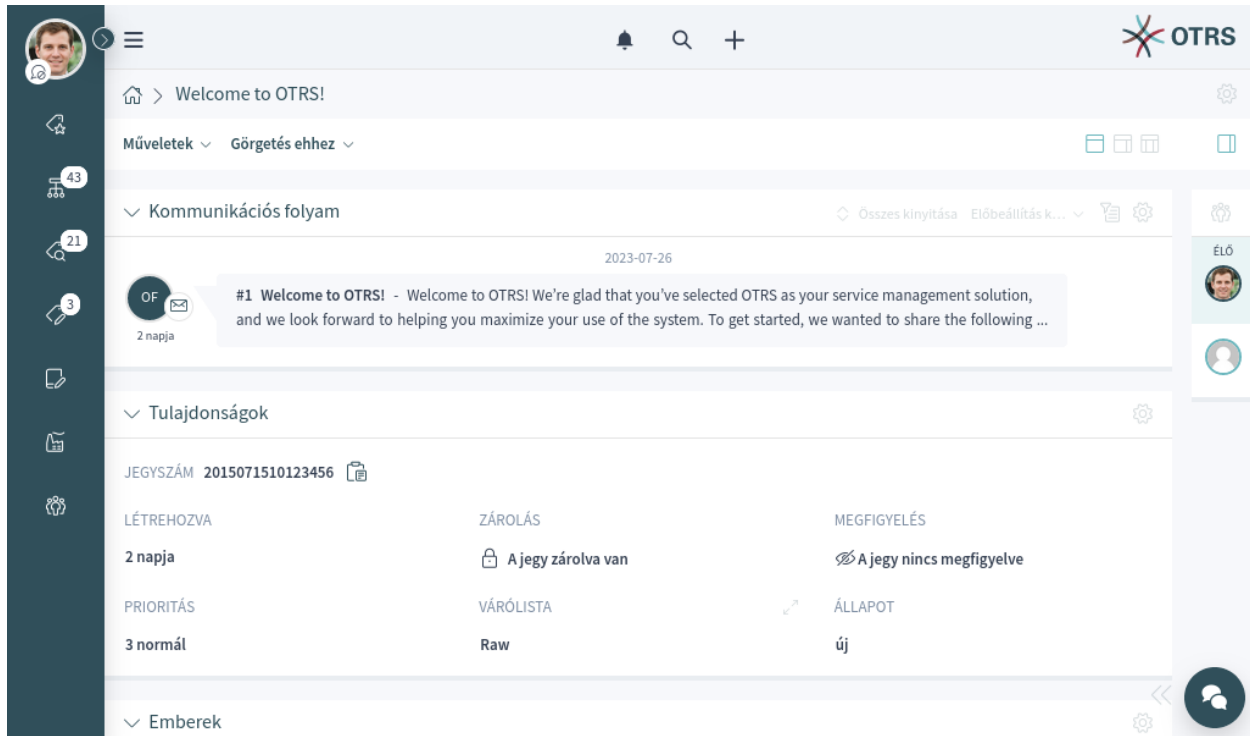 OTRS
Welcome to OTRS!
Műveletek Görgetés ehhez
43
21
3
Kommunikációs folyam
Összes kinyitása Előbeállítás k...
ÉLŐ
2023-07-26
OF
2 napja
#1 Welcome to OTRS! - Welcome to OTRS! We're glad that you've selected OTRS as your service management solution,
and we look forward to helping you maximize your use of the system. To get started, we wanted to share the following ...
Tulajdonságok
JEGYSZÁM 2015071510123456
LÉTREHOZVA ZÁROLÁS MEGFIGYELÉS
2 napja A jegy zárolva van A jegy nincs megfigyelve
PRIORITÁS VÁRÓLISTA ÁLLAPOT
3 normál Raw új
Emberek